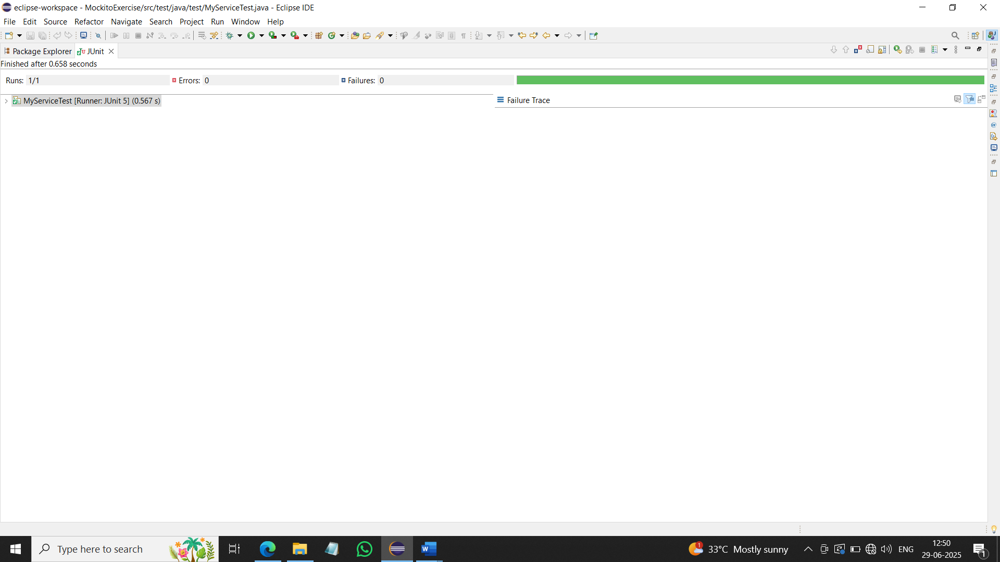 eclipse-workspace - MockitoExercise/src/test/java/test/MyServiceTest.java - Eclipse IDE
File Edit Source Refactor Navigate Search Project Run Window Help
Package Explorer JUnit
Finished after 0.658 seconds
Runs: 1/1 Errors: 0 Failures: 0
MyServiceTest [Runner: JUnit 5] (0.567 s)
Failure Trace
Type here to search
1
33°C Mostly sunny
ENG
12:50
29-06-2025
1